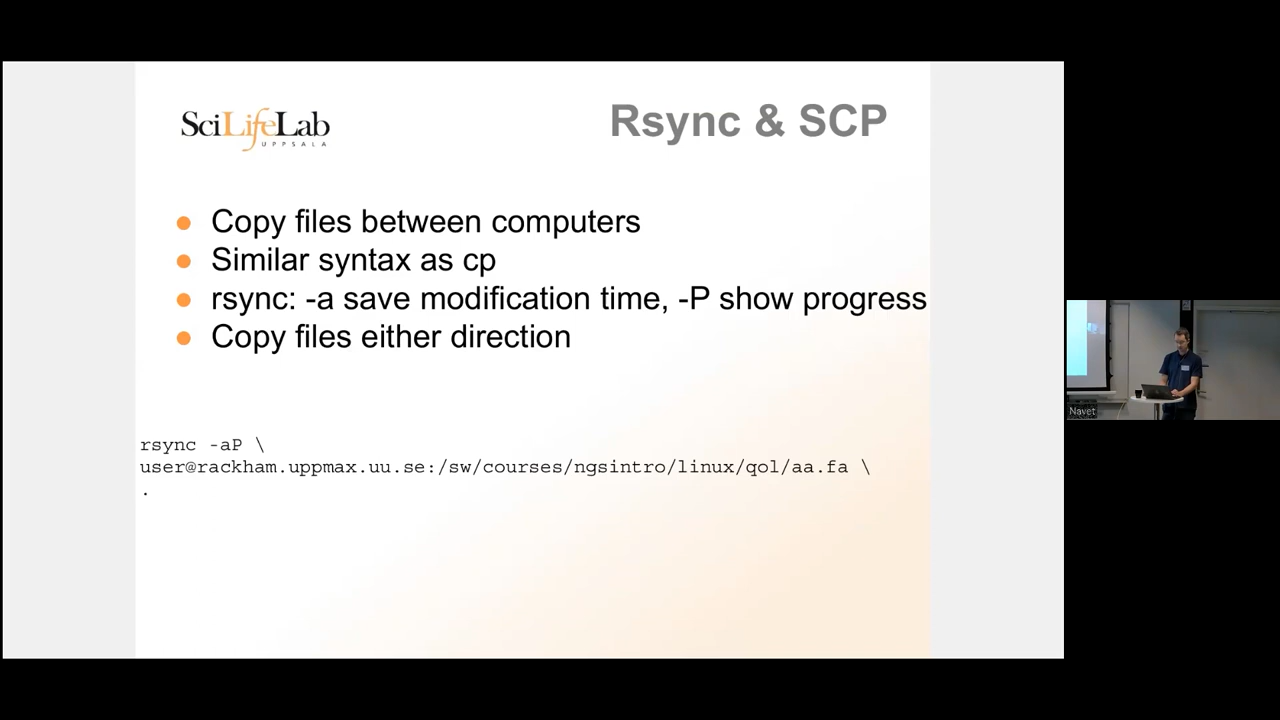 SciLifeLab
UPPSALA
Rsync & SCP
Copy files between computers
Similar syntax as cp
rsync: -a save modification time, -P show progress
Copy files either direction
rsync -aP \
user@rackham.uppmax.uu.se:/sw/courses/ngsintro/linux/qol/aa.fa \
.
Navet